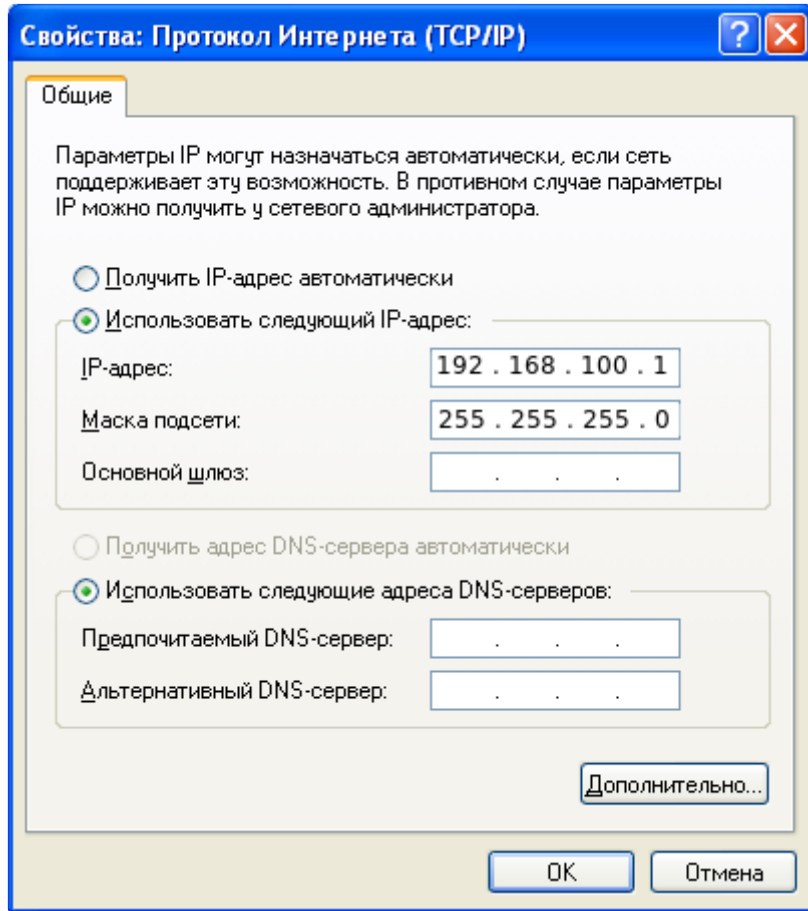 Свойства: Протокол Интернета (TCP/IP)
Общие
Параметры IP могут назначаться автоматически, если сеть
поддерживает эту возможность. В противном случае параметры
IP можно получить у сетевого администратора.
Получить IP-адрес автоматически
Использовать следующий IP-адрес:
IP-адрес: 192 . 168 . 100 . 1
Маска подсети: 255 . 255 . 255 . 0
Основной шлюз: . . .
Получить адрес DNS-сервера автоматически
Использовать следующие адреса DNS-серверов:
Предпочитаемый DNS-сервер: . . .
Альтернативный DNS-сервер: . . .
Дополнительно...
OK Отмена